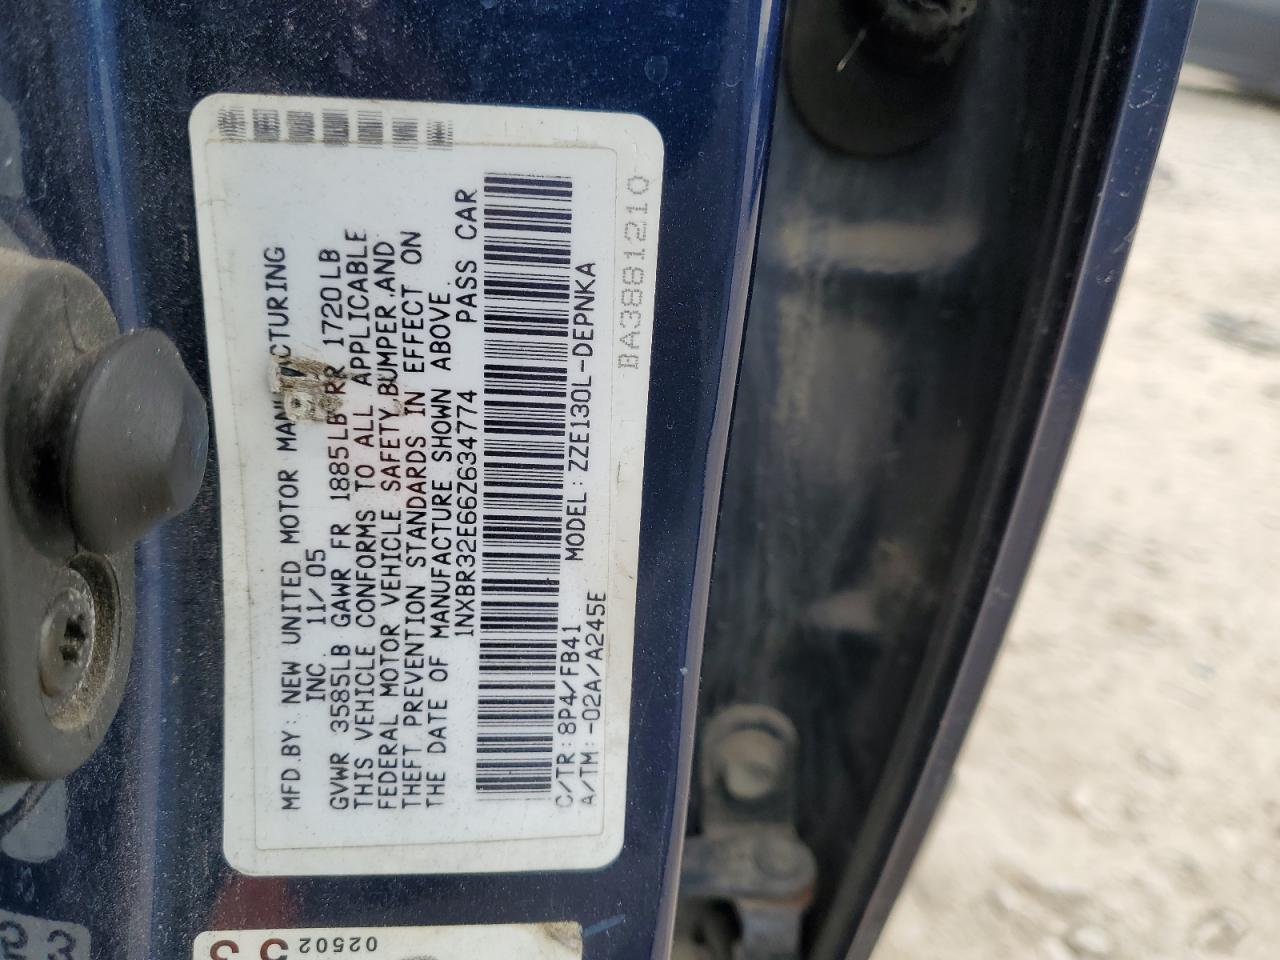 MFD.BY: NEW UNITED MOTOR MANUFACTURING
INC 11/05
GVWR 3585LB GAWR FR 1885LB RR 1720LB
THIS VEHICLE CONFORMS TO ALL APPLICABLE
FEDERAL MOTOR VEHICLE SAFETY,BUMPER,AND
THEFT PREVENTION STANDARDS IN EFFECT ON
THE DATE OF MANUFACTURE SHOWN ABOVE.
1NXBR32E66Z634774 PASS CAR
C/TR:8P4/FB41 MODEL:ZZE130L-DEPNKA
A/TM:-02A/A245E
BA3881210
02502